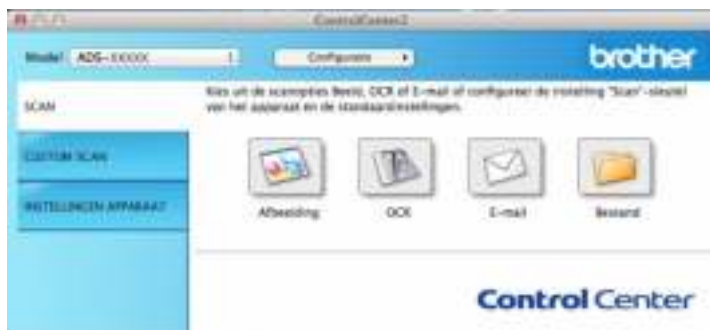 ControlCenter2
Model ADS-XXXXX
Configuratie
brother
SCAN
Kies uit de scanopties Beeld, OCR of E-mail of configureer de instelling "Scan"-sleutel
van het apparaat en de standaardinstellingen.
CUSTOM SCAN
INSTELLINGEN APPARAAT
Afbeelding
OCR
E-mail
Bestand
Control Center